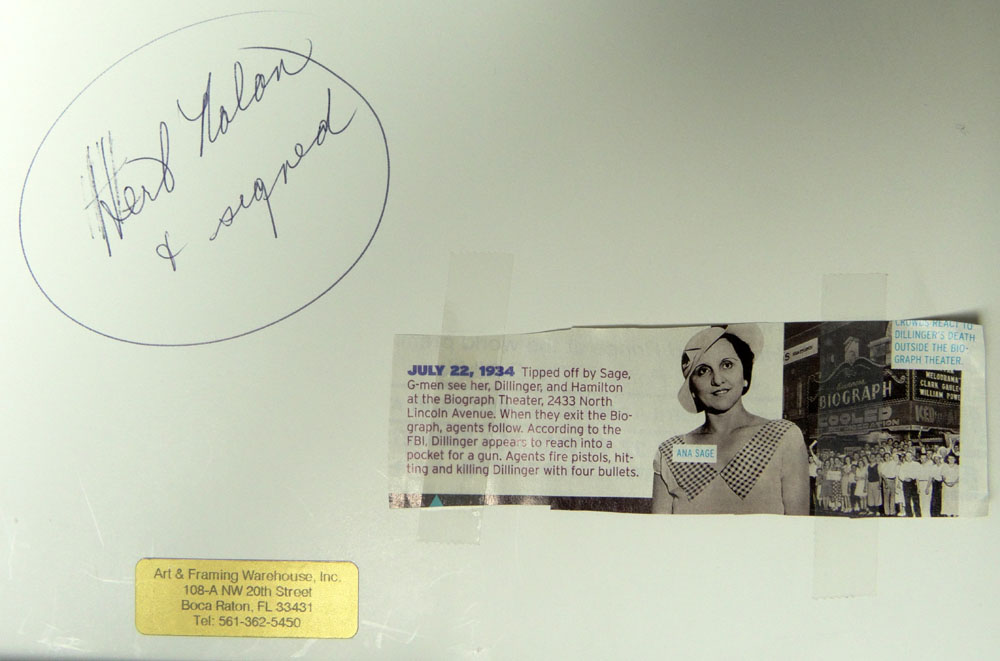 Herb Nolan
& signed
JULY 22, 1934 Tipped off by Sage,
G-men see her, Dillinger, and Hamilton
at the Biograph Theater, 2433 North
Lincoln Avenue. When they exit the Bio-
graph, agents follow. According to the
FBI, Dillinger appears to reach into a
pocket for a gun. Agents fire pistols, hit-
ting and killing Dillinger with four bullets.
ANA SAGE
CROWDS REACT TO
DILLINGER'S DEATH
OUTSIDE THE BIO-
GRAPH THEATER.
BIOGRAPH
COOLED
MELODRAMA
CLARK GABLE
WILLIAM POW
Art & Framing Warehouse, Inc.
108-A NW 20th Street
Boca Raton, FL 33431
Tel: 561-362-5450